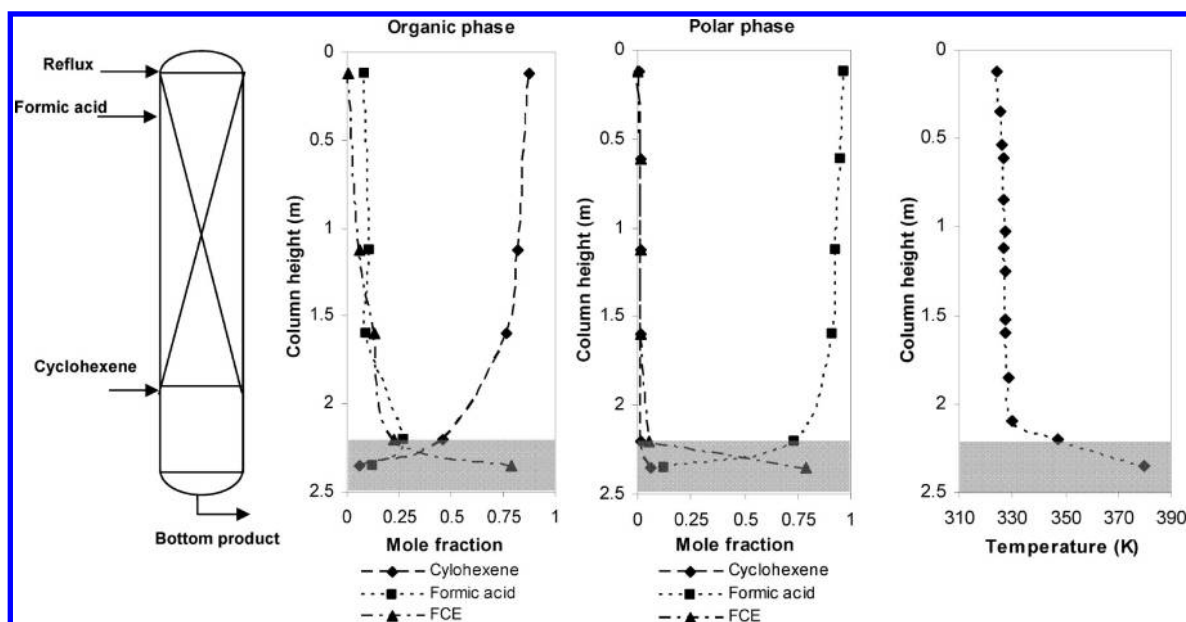 Reflux
Formic acid
Cyclohexene
Bottom product
Organic phase
0
0.5
1
1.5
2
2.5
Column height (m)
0 0.25 0.5 0.75 1
Mole fraction
Cylohexene
Formic acid
FCE
Polar phase
0
0.5
1
1.5
2
2.5
Column height (m)
0 0.25 0.5 0.75 1
Mole fraction
Cyclohexene
Formic acid
FCE
0
0.5
1
1.5
2
2.5
Column height (m)
310 330 350 370 390
Temperature (K)